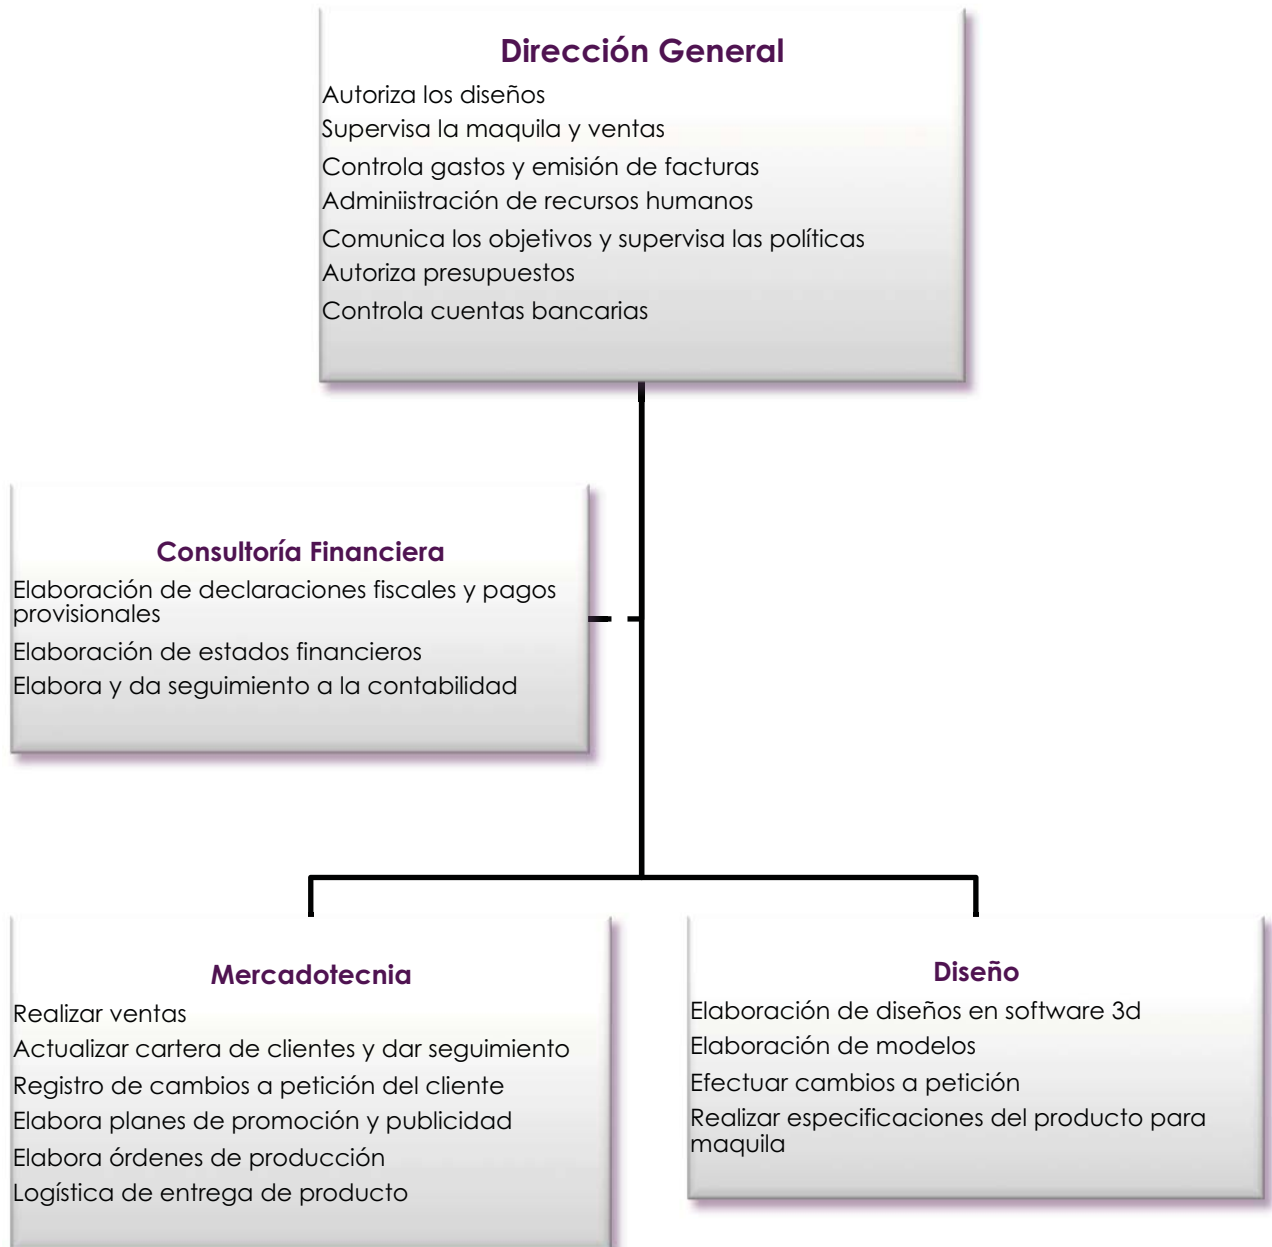 Dirección General
Autoriza los diseños
Supervisa la maquila y ventas
Controla gastos y emisión de facturas
Adminiistración de recursos humanos
Comunica los objetivos y supervisa las políticas
Autoriza presupuestos
Controla cuentas bancarias
Consultoría Financiera
Elaboración de declaraciones fiscales y pagos
provisionales
Elaboración de estados financieros
Elabora y da seguimiento a la contabilidad
Mercadotecnia
Realizar ventas
Actualizar cartera de clientes y dar seguimiento
Registro de cambios a petición del cliente
Elabora planes de promoción y publicidad
Elabora órdenes de producción
Logística de entrega de producto
Diseño
Elaboración de diseños en software 3d
Elaboración de modelos
Efectuar cambios a petición
Realizar especificaciones del producto para
maquila